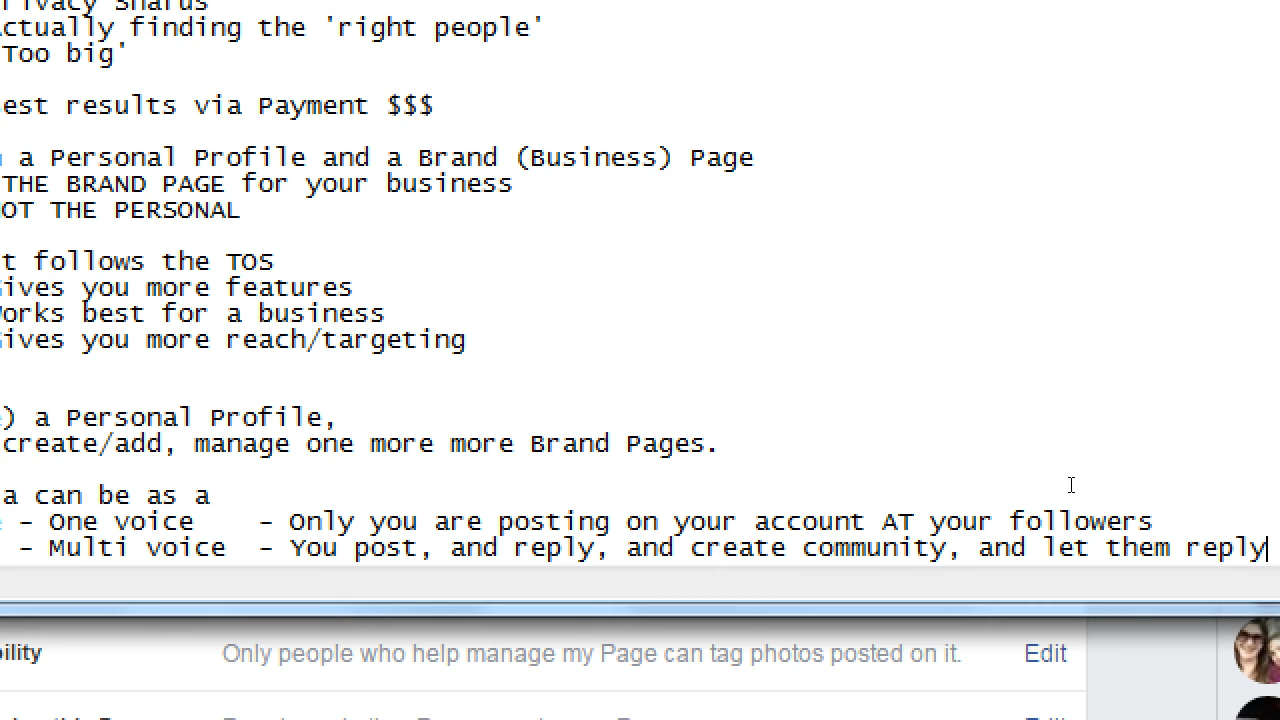 ctually finding the 'right people'
Too big'
est results via Payment $$$
a Personal Profile and a Brand (Business) Page
THE BRAND PAGE for your business
OT THE PERSONAL
t follows the TOS
ives you more features
orks best for a business
ives you more reach/targeting
) a Personal Profile,
create/add, manage one more more Brand Pages.
a can be as a
- One voice - Only you are posting on your account AT your followers
- Multi voice - You post, and reply, and create community, and let them reply
bility Only people who help manage my Page can tag photos posted on it. Edit